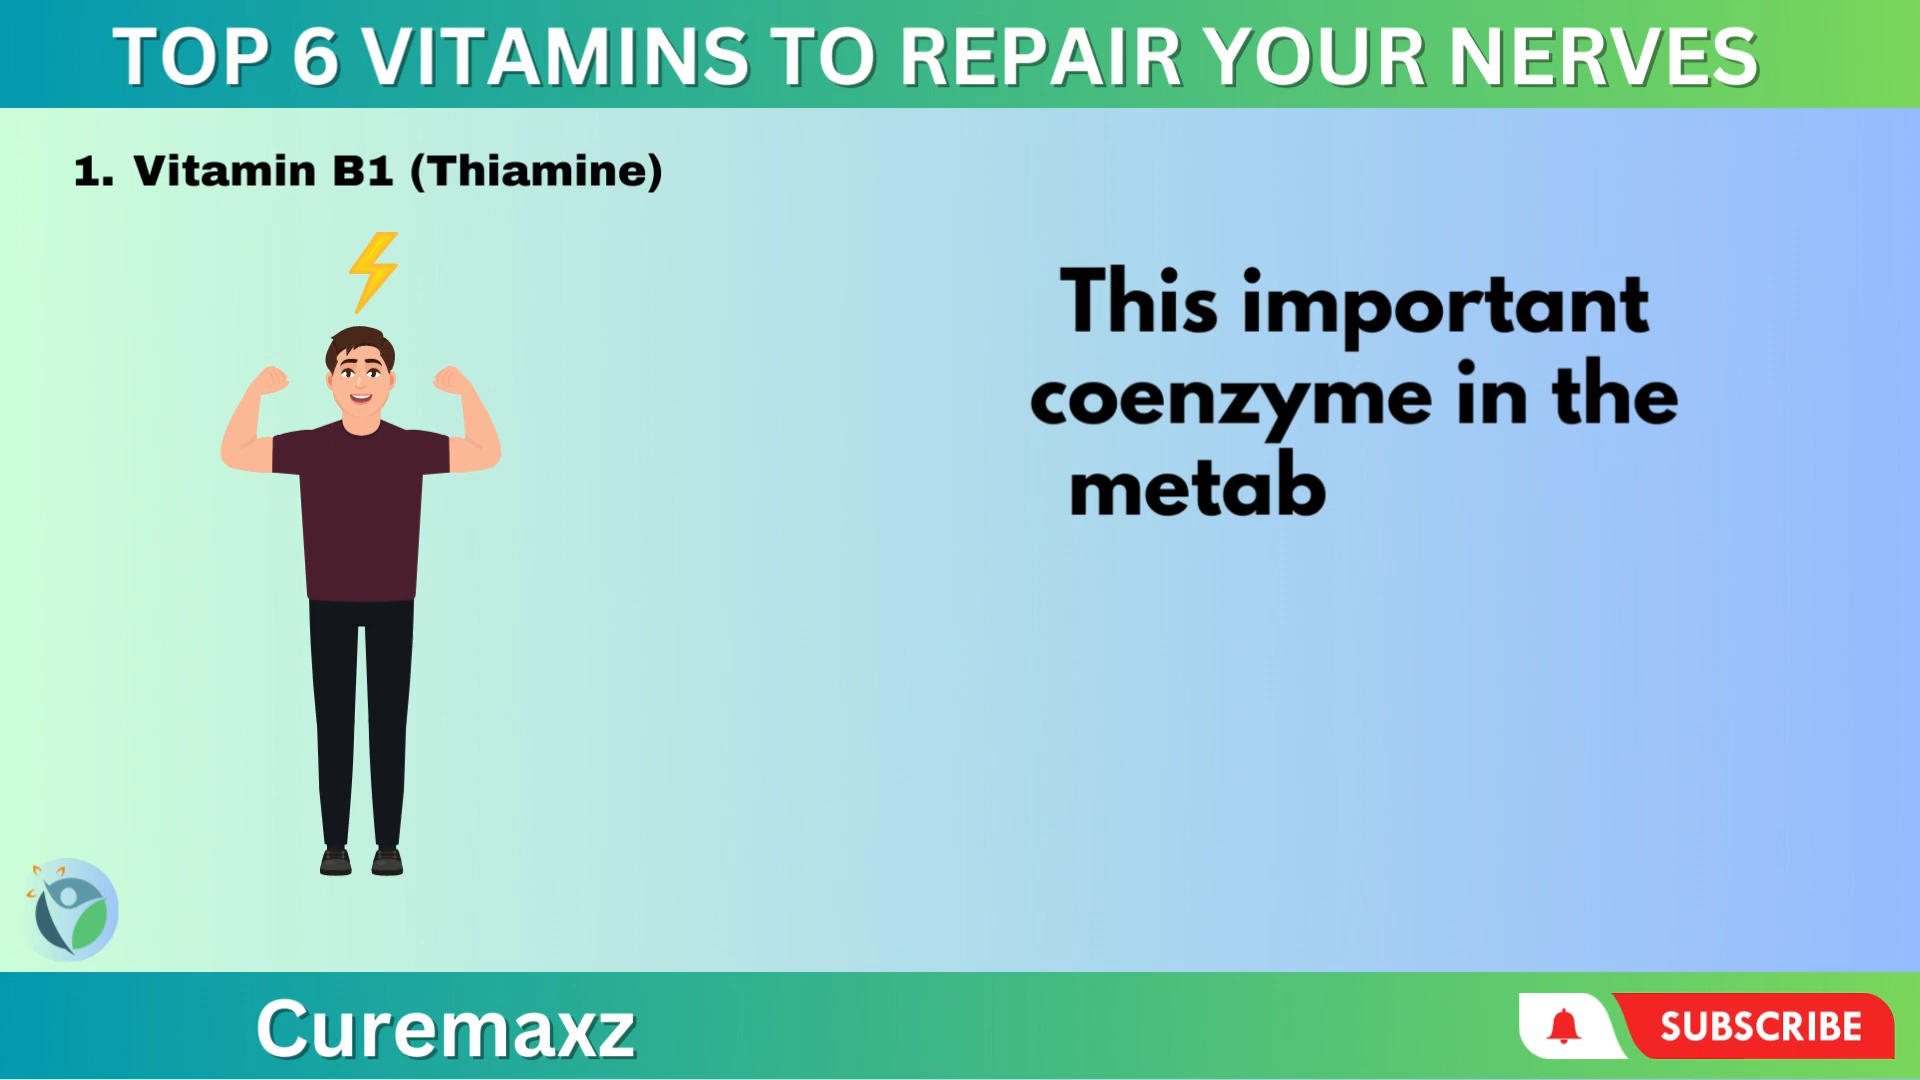 TOP 6 VITAMINS TO REPAIR YOUR NERVES
1. Vitamin B1 (Thiamine)
This important
coenzyme in the
metab
Curemaxz
SUBSCRIBE